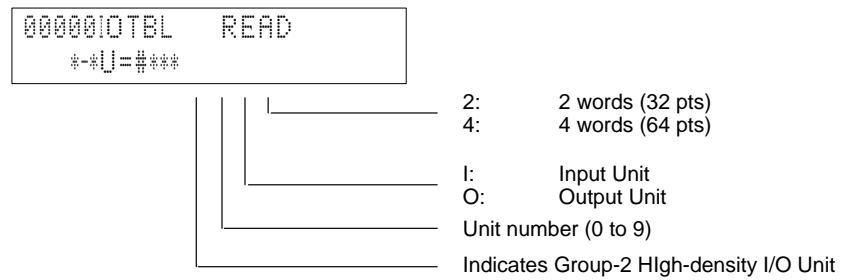 00000IOTBL READ
*-*U=#***
2: 2 words (32 pts)
4: 4 words (64 pts)
I: Input Unit
O: Output Unit
Unit number (0 to 9)
Indicates Group-2 HIgh-density I/O Unit